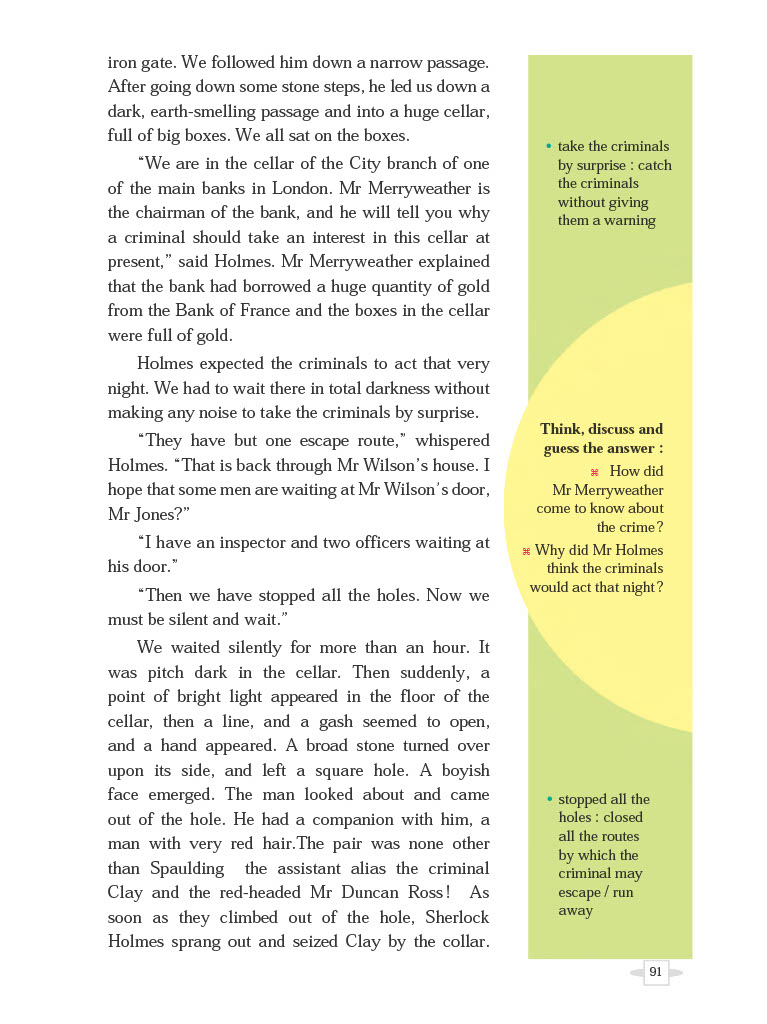 iron gate. We followed him down a narrow passage.
After going down some stone steps, he led us down a
dark, earth-smelling passage and into a huge cellar,
full of big boxes. We all sat on the boxes.
“We are in the cellar of the City branch of one
of the main banks in London. Mr Merryweather is
the chairman of the bank, and he will tell you why
a criminal should take an interest in this cellar at
present,” said Holmes. Mr Merryweather explained
that the bank had borrowed a huge quantity of gold
from the Bank of France and the boxes in the cellar
were full of gold.
Holmes expected the criminals to act that very
night. We had to wait there in total darkness without
making any noise to take the criminals by surprise.
“They have but one escape route,” whispered
Holmes. “That is back through Mr Wilson’s house. I
hope that some men are waiting at Mr Wilson’s door,
Mr Jones?”
“I have an inspector and two officers waiting at
his door.”
“Then we have stopped all the holes. Now we
must be silent and wait.”
We waited silently for more than an hour. It
was pitch dark in the cellar. Then suddenly, a
point of bright light appeared in the floor of the
cellar, then a line, and a gash seemed to open,
and a hand appeared. A broad stone turned over
upon its side, and left a square hole. A boyish
face emerged. The man looked about and came
out of the hole. He had a companion with him, a
man with very red hair.The pair was none other
than Spaulding the assistant alias the criminal
Clay and the red-headed Mr Duncan Ross! As
soon as they climbed out of the hole, Sherlock
Holmes sprang out and seized Clay by the collar.
• take the criminals
by surprise : catch
the criminals
without giving
them a warning
Think, discuss and
guess the answer :
⌘ How did
Mr Merryweather
come to know about
the crime?
⌘ Why did Mr Holmes
think the criminals
would act that night?
• stopped all the
holes : closed
all the routes
by which the
criminal may
escape / run
away
91